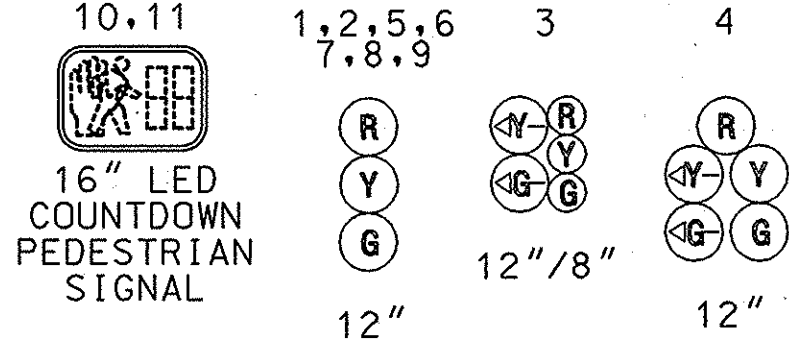 10,11
16" LED
COUNTDOWN
PEDESTRIAN
SIGNAL
1,2,5,6
7,8,9
R
Y
G
12"
3
Y R
Y
G G
12"/8"
4
R
Y Y
G G
12"